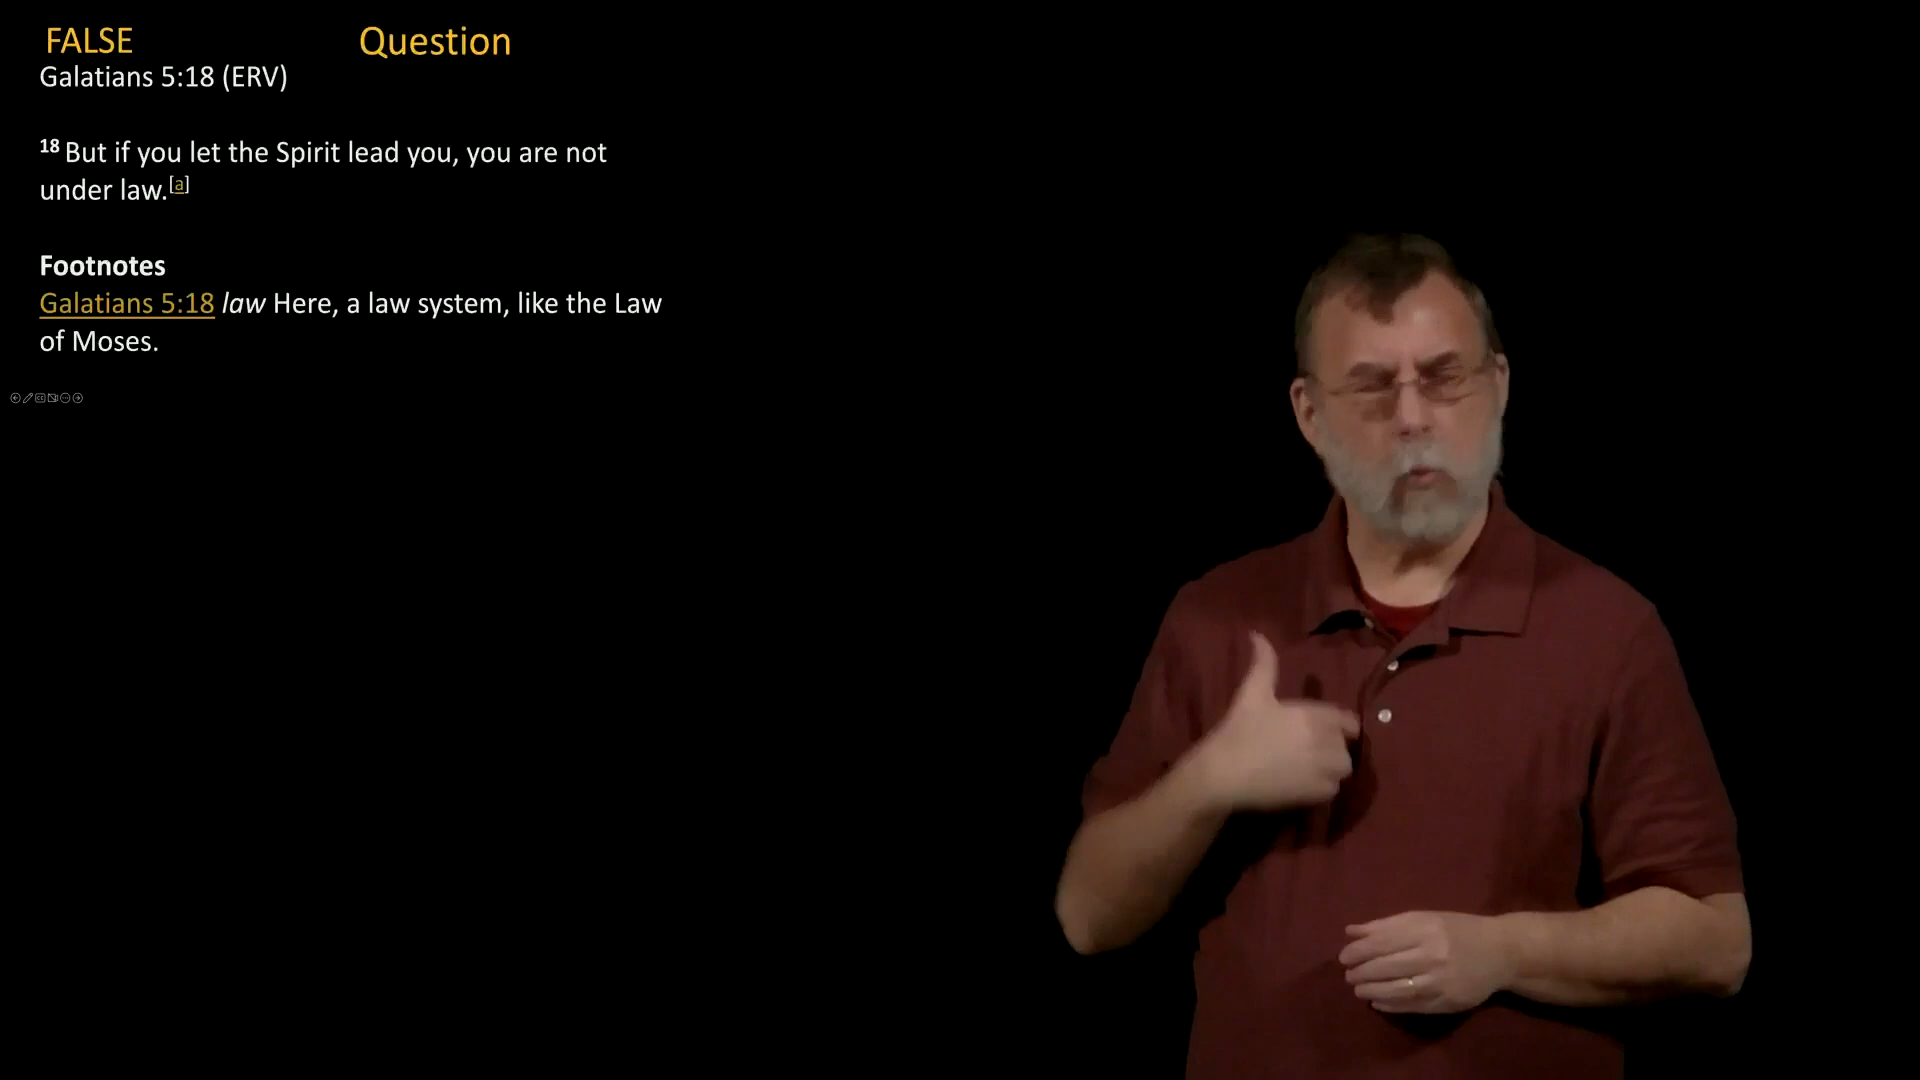 FALSE Question
Galatians 5:18 (ERV)
18 But if you let the Spirit lead you, you are not
under law.[a]
Footnotes
Galatians 5:18 law Here, a law system, like the Law
of Moses.